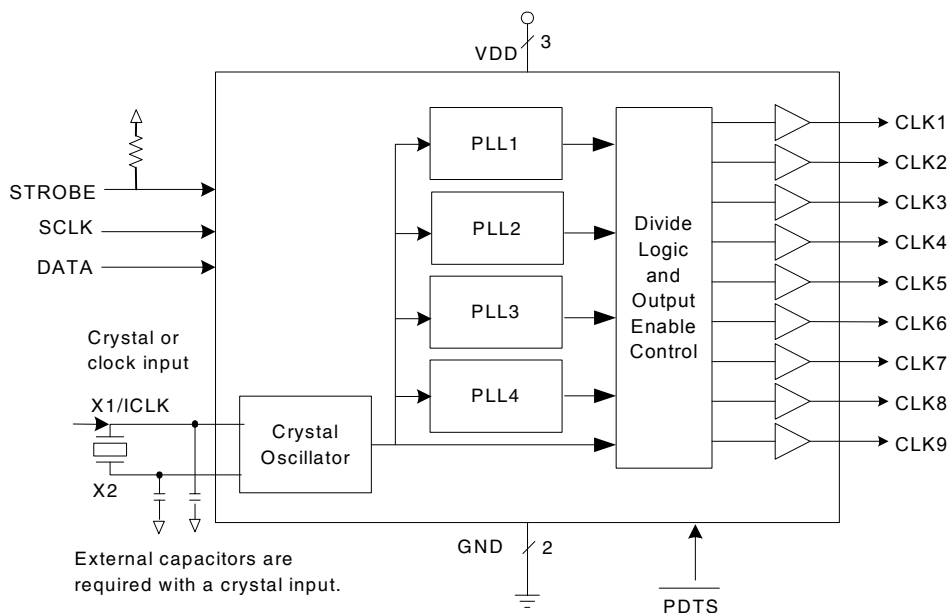 VDD
3
STROBE
SCLK
DATA
Crystal or
clock input
X1/ICLK
X2
External capacitors are
required with a crystal input.
Crystal
Oscillator
PLL1
PLL2
PLL3
PLL4
Divide
Logic
and
Output
Enable
Control
CLK1
CLK2
CLK3
CLK4
CLK5
CLK6
CLK7
CLK8
CLK9
GND
2
PDTS